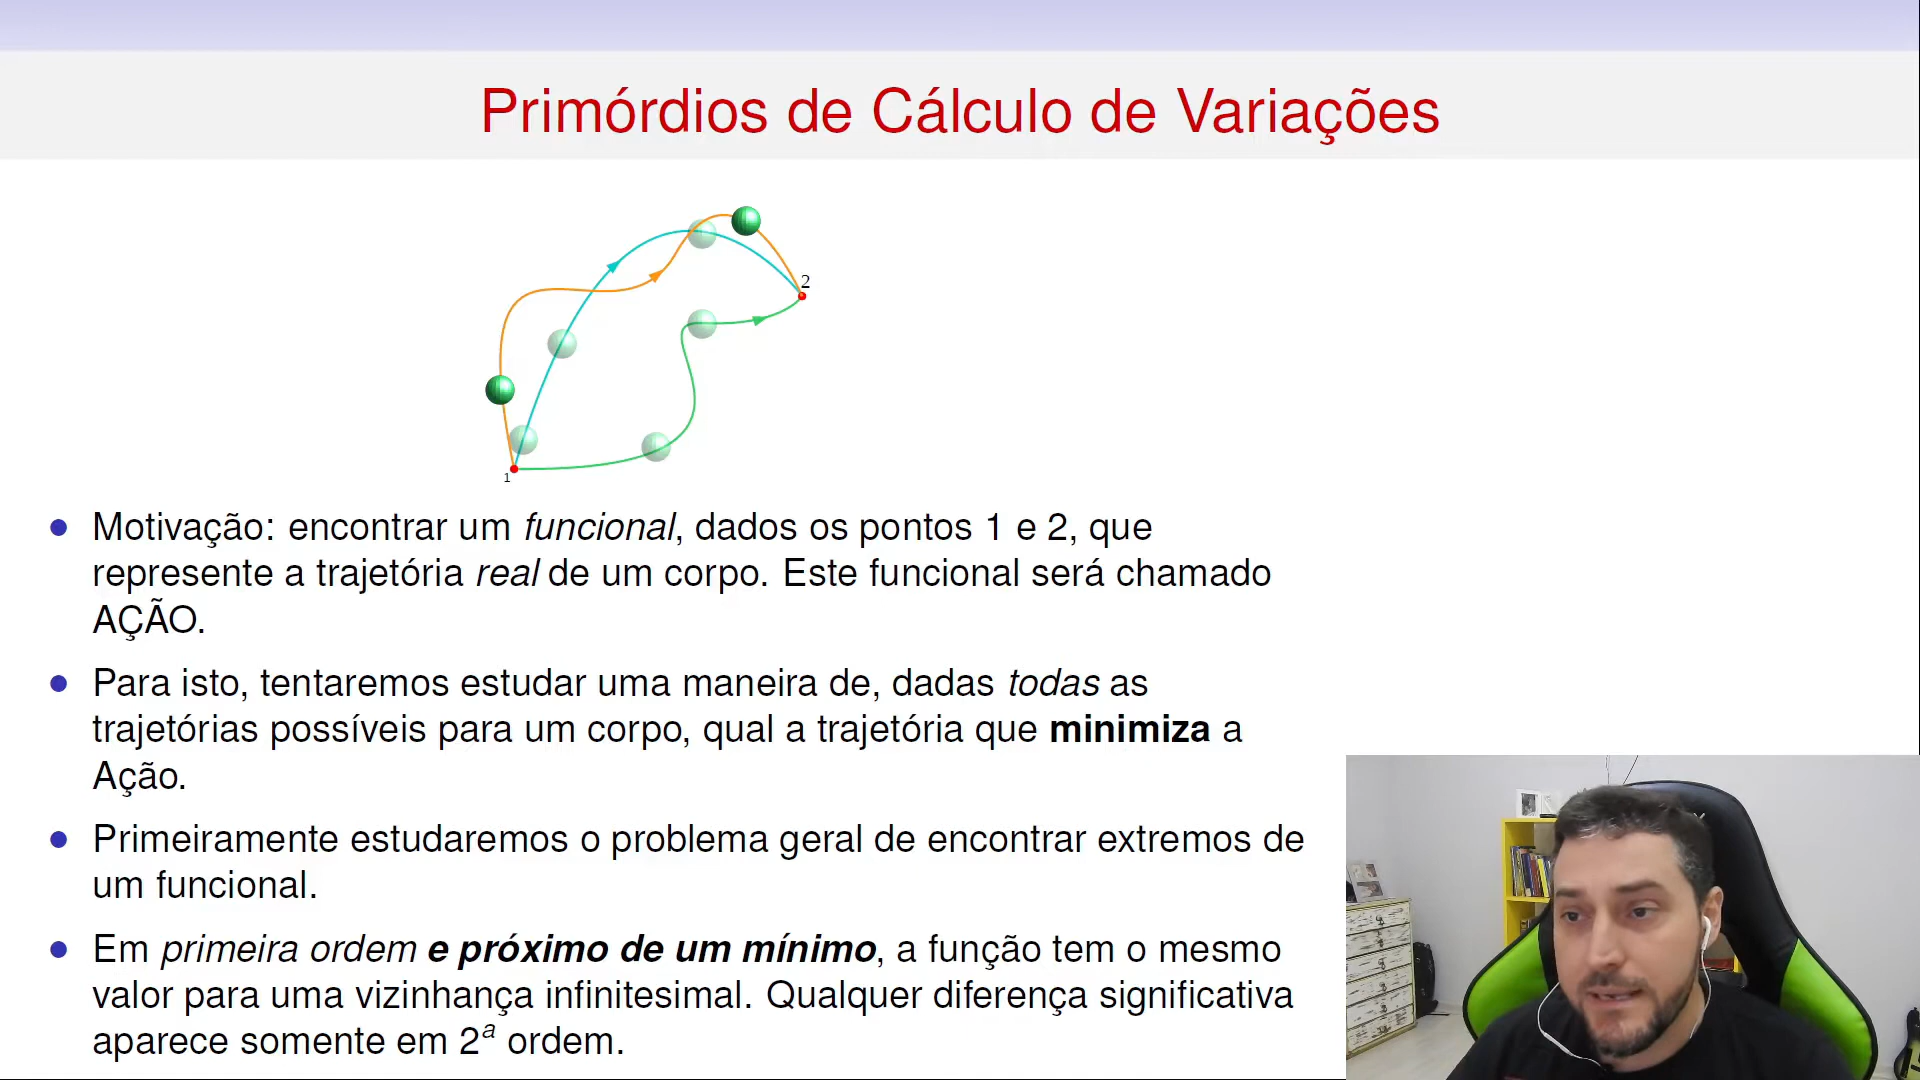 Primórdios de Cálculo de Variações
2
1
Motivação: encontrar um funcional, dados os pontos 1 e 2, que
represente a trajetória real de um corpo. Este funcional será chamado
AÇÃO.
Para isto, tentaremos estudar uma maneira de, dadas todas as
trajetórias possíveis para um corpo, qual a trajetória que minimiza a
Ação.
Primeiramente estudaremos o problema geral de encontrar extremos de
um funcional.
Em primeira ordem e próximo de um mínimo, a função tem o mesmo
valor para uma vizinhança infinitesimal. Qualquer diferença significativa
aparece somente em 2ª ordem.